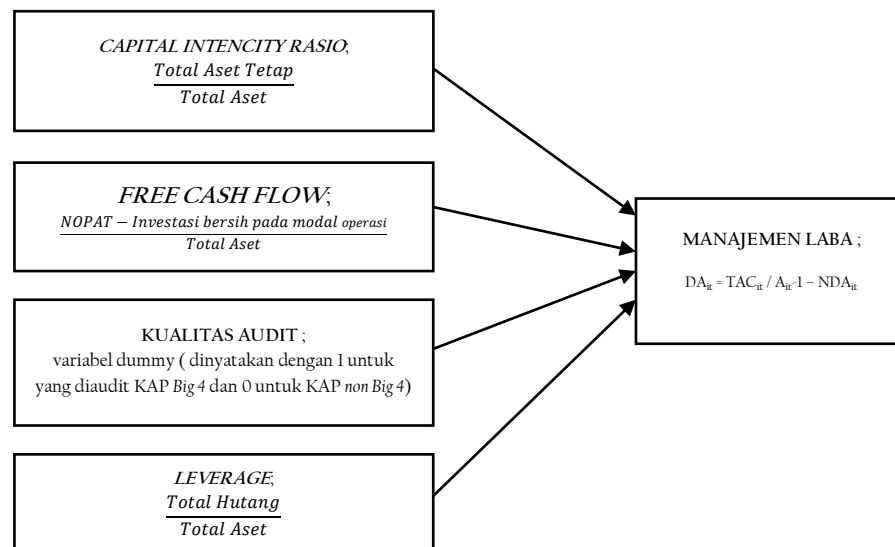 CAPITAL INTENCITY RASIO;
Total Aset Tetap
Total Aset
FREE CASH FLOW;
NOPAT − Investasi bersih pada modal operasi
Total Aset
KUALITAS AUDIT ;
variabel dummy ( dinyatakan dengan 1 untuk
yang diaudit KAP Big 4 dan 0 untuk KAP non Big 4)
LEVERAGE;
Total Hutang
Total Aset
MANAJEMEN LABA ;
DAit = TACit / Ait-1 – NDAit